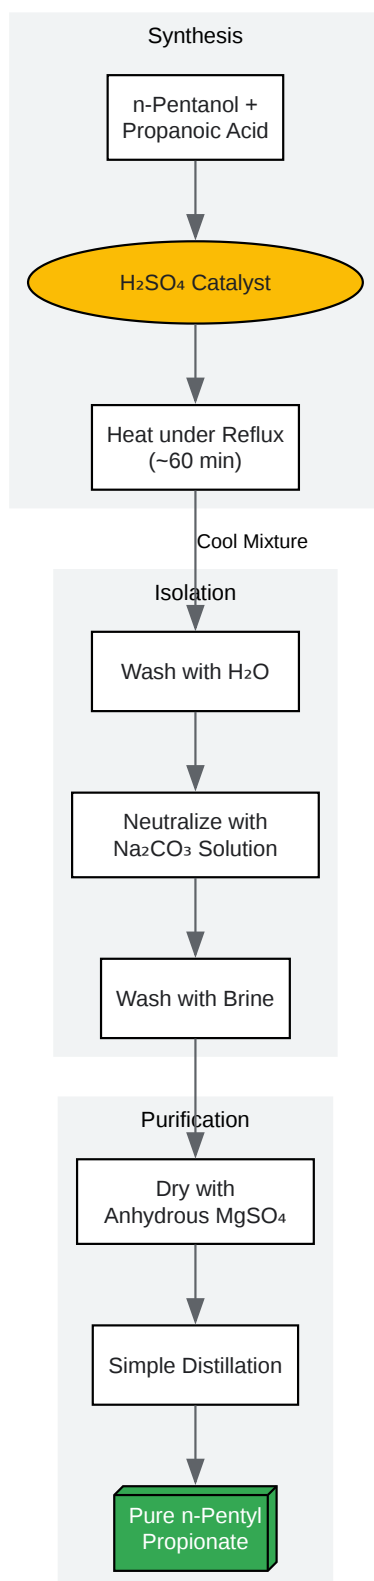 Synthesis
n-Pentanol +
Propanoic Acid
H₂SO₄ Catalyst
Heat under Reflux
(~60 min)
Cool Mixture
Isolation
Wash with H₂O
Neutralize with
Na₂CO₃ Solution
Wash with Brine
Purification
Dry with
Anhydrous MgSO₄
Simple Distillation
Pure n-Pentyl
Propionate